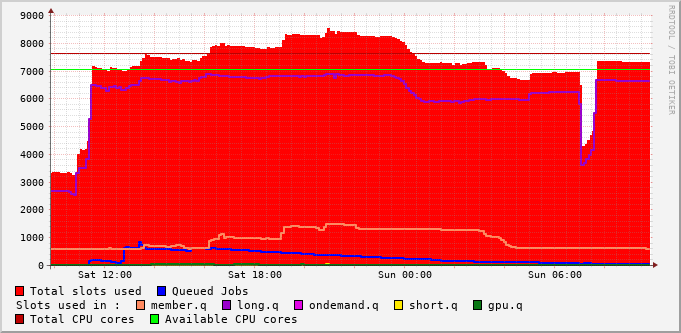 9000
8000
7000
6000
5000
4000
3000
2000
1000
0
Sat 12:00 Sat 18:00 Sun 00:00 Sun 06:00
RRDTOOL / TOBI OETIKER
Total slots used Queued Jobs
Slots used in : member.q long.q ondemand.q short.q gpu.q
Total CPU cores Available CPU cores